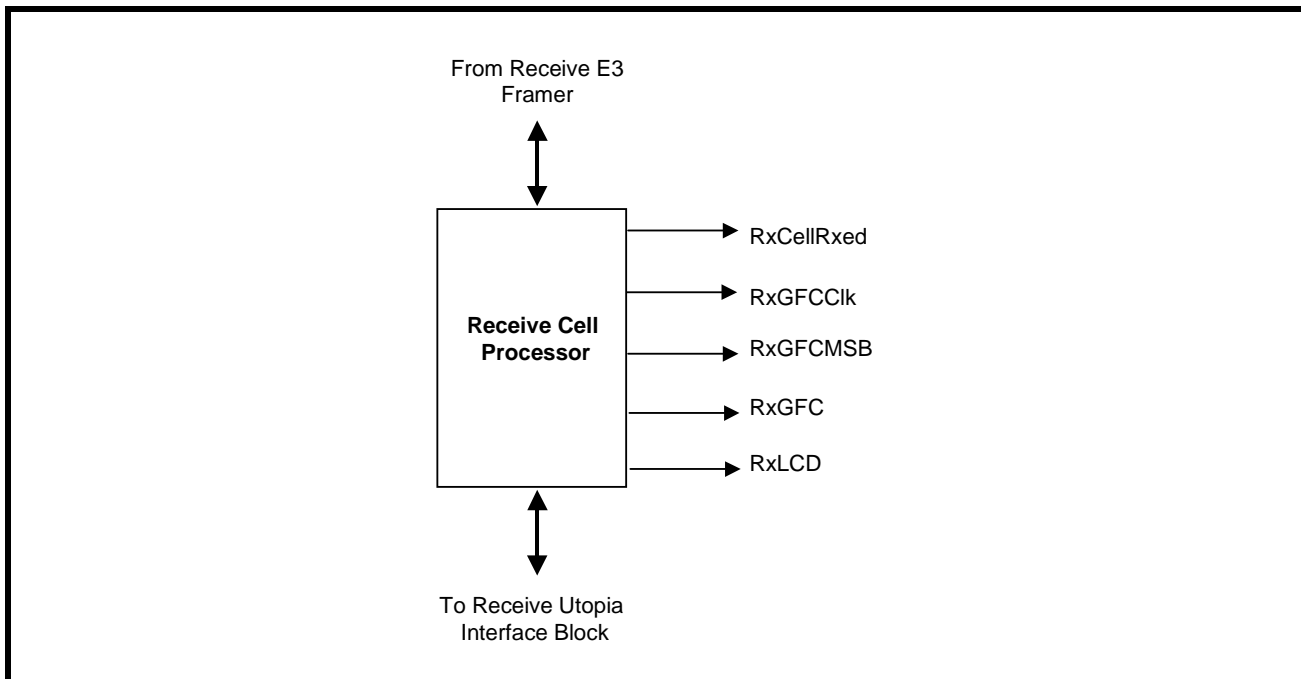 From Receive E3
Framer
RxCellRxed
RxGFCClk
Receive Cell
Processor
RxGFCMSB
RxGFC
RxLCD
To Receive Utopia
Interface Block